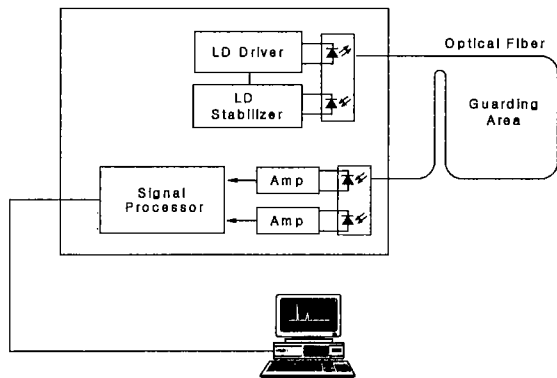 LD Driver
LD
Stabilizer
Optical Fiber
Guarding
Area
Signal
Processor
Amp
Amp